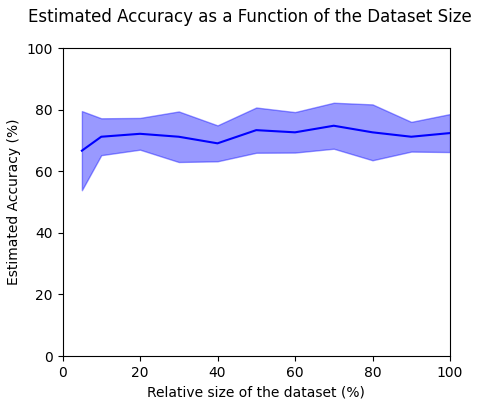 Estimated Accuracy as a Function of the Dataset Size
100
80
60
40
20
0
Estimated Accuracy (%)
0 20 40 60 80 100
Relative size of the dataset (%)